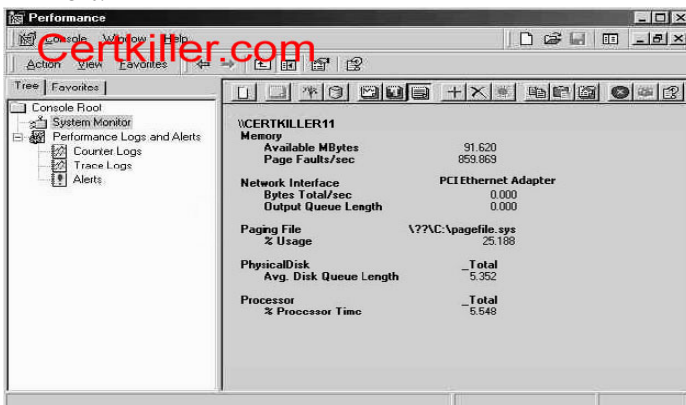 Performance
Console Window Help
Certkiller.com
Action View Favorites
Tree Favorites
Console Root
System Monitor
Performance Logs and Alerts
Counter Logs
Trace Logs
Alerts
\\CERTKILLER11
Memory
Available MBytes 91.620
Page Faults/sec 859.869
Network Interface PCI Ethernet Adapter
Bytes Total/sec 0.000
Output Queue Length 0.000
Paging File \??\C:\pagefile.sys
% Usage 25.188
PhysicalDisk _Total
Avg. Disk Queue Length 5.352
Processor _Total
% Processor Time 5.548